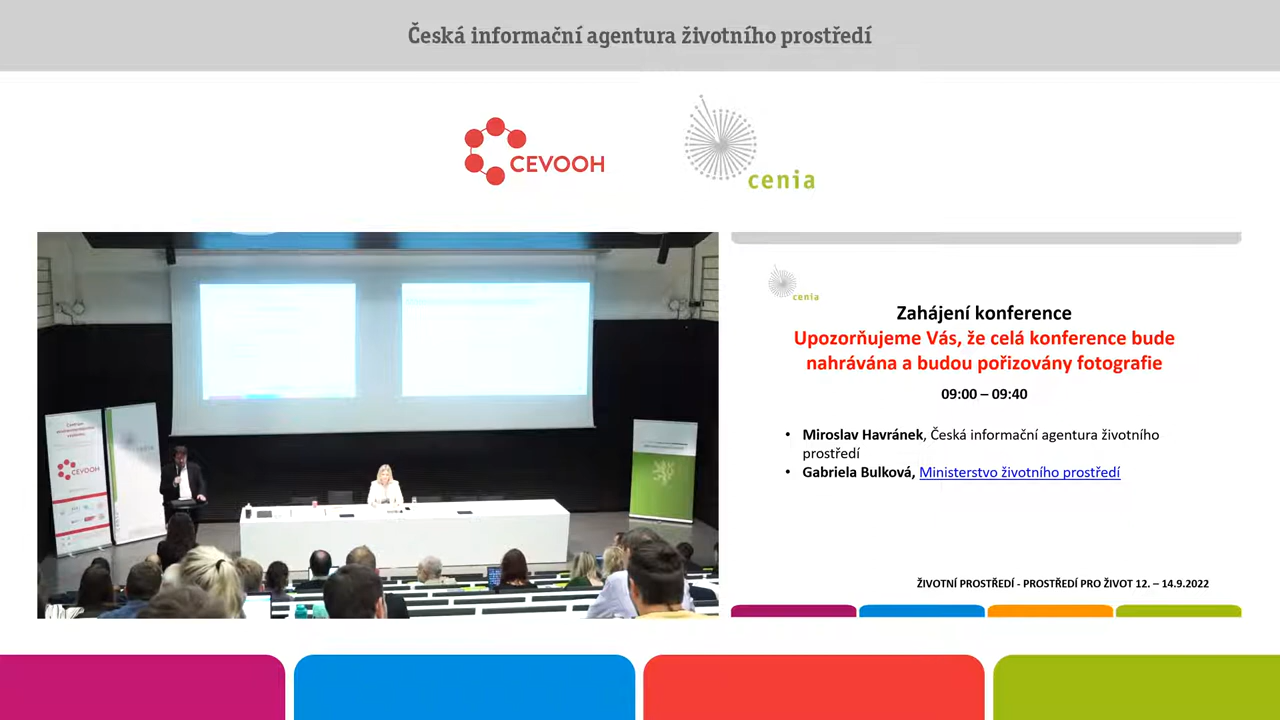 Česká informační agentura životního prostředí
CEVOOH
cenia
cenia
Zahájení konference
Upozorňujeme Vás, že celá konference bude
nahrávána a budou pořizovány fotografie
09:00 – 09:40
• Miroslav Havránek, Česká informační agentura životního
prostředí
• Gabriela Bulková, Ministerstvo životního prostředí
CEVOOH
ŽIVOTNÍ PROSTŘEDÍ - PROSTŘEDÍ PRO ŽIVOT 12. – 14.9.2022